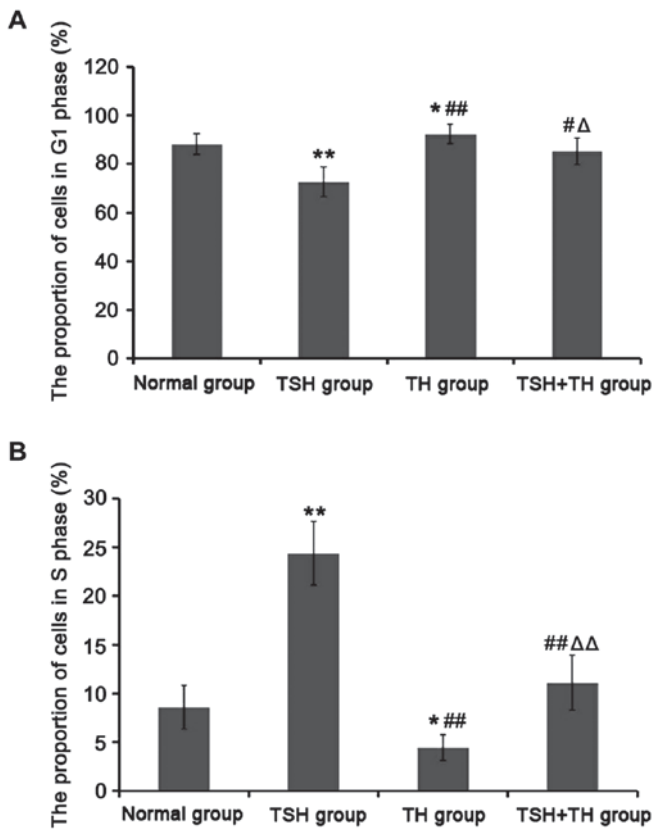 A
The proportion of cells in G1 phase (%)
120
100
80
60
40
20
0
**
*##
#Δ
Normal group
TSH group
TH group
TSH+TH group
B
The proportion of cells in S phase (%)
30
25
20
15
10
5
0
**
*##
##ΔΔ
Normal group
TSH group
TH group
TSH+TH group